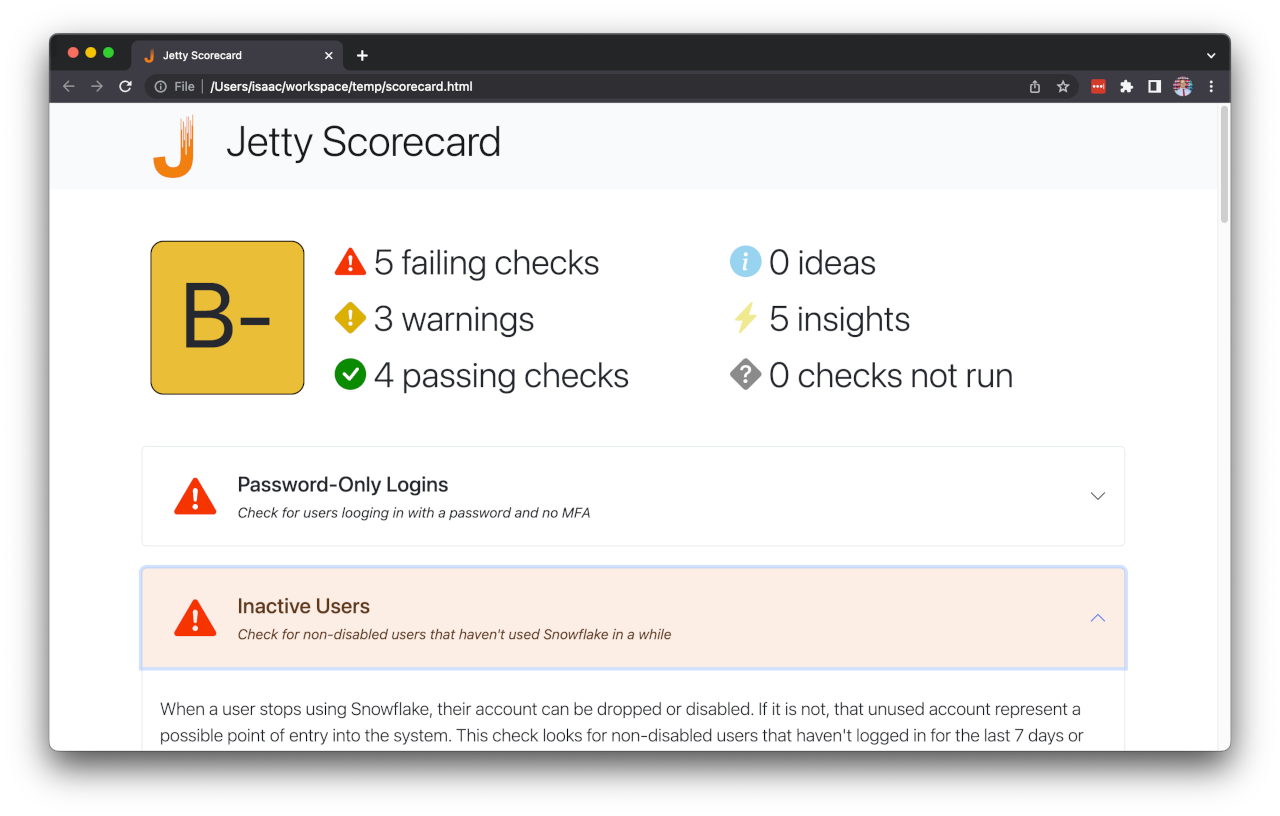 Jetty Scorecard
File | /Users/isaac/workspace/temp/scorecard.html
Jetty Scorecard
B-
5 failing checks
3 warnings
4 passing checks
0 ideas
5 insights
0 checks not run
Password-Only Logins
Check for users looging in with a password and no MFA
Inactive Users
Check for non-disabled users that haven't used Snowflake in a while
When a user stops using Snowflake, their account can be dropped or disabled. If it is not, that unused account represent a
possible point of entry into the system. This check looks for non-disabled users that haven't logged in for the last 7 days or